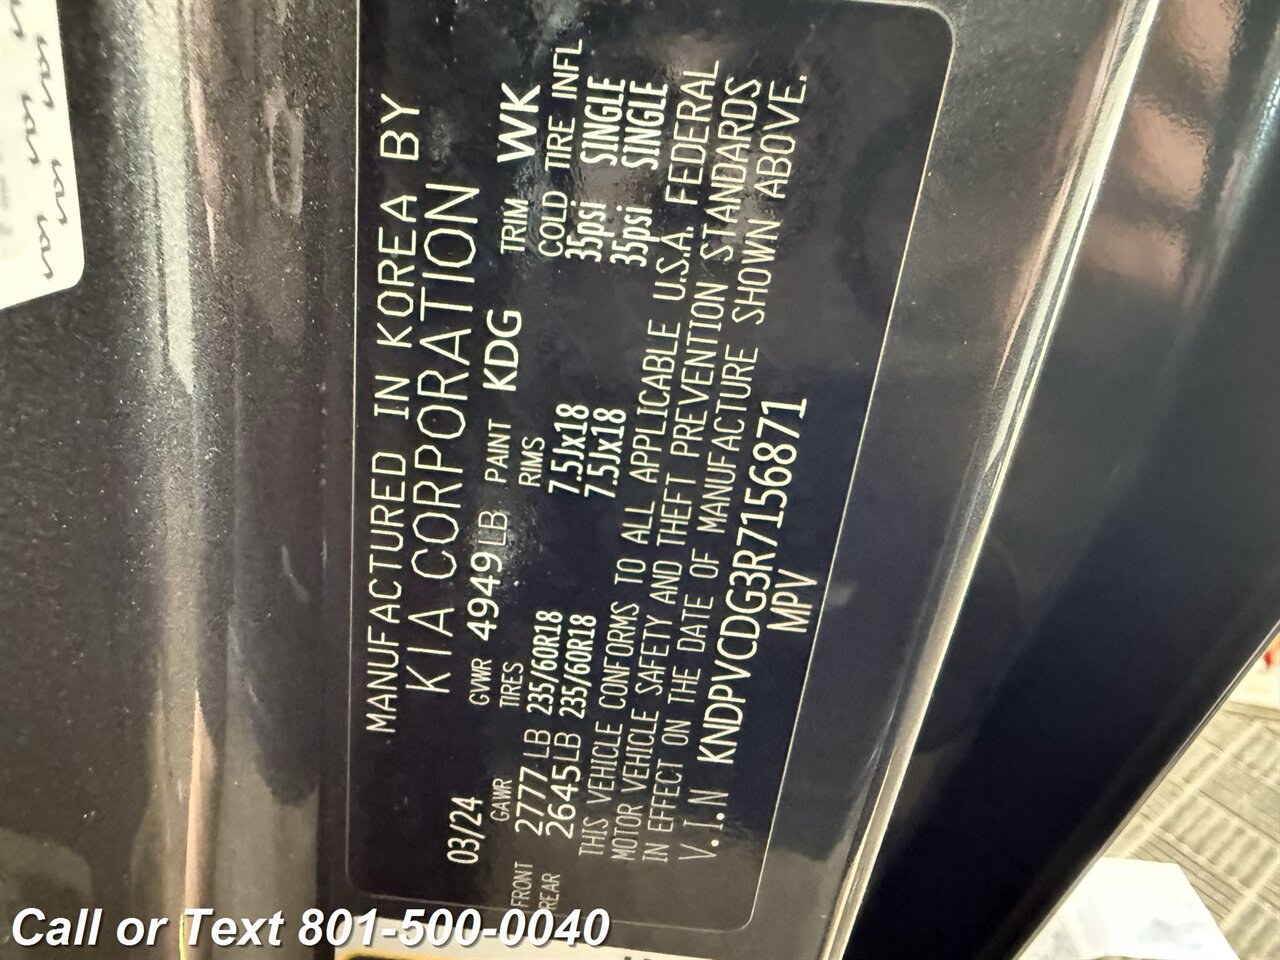 MANUFACTURED IN KOREA BY
KIA CORPORATION
03/24 GVWR 4949LB PAINT KDG TRIM WK
GAWR TIRES RIMS COLD TIRE INFL
FRONT 2777 LB 235/60R18 7.5Jx18 35psi SINGLE
REAR 2645LB 235/60R18 7.5Jx18 35psi SINGLE
THIS VEHICLE CONFORMS TO ALL APPLICABLE U.S.A. FEDERAL
MOTOR VEHICLE SAFETY AND THEFT PREVENTION STANDARDS
IN EFFECT ON THE DATE OF MANUFACTURE SHOWN ABOVE.
V.I.N KNDPVCDG3R7156871
MPV
Call or Text 801-500-0040